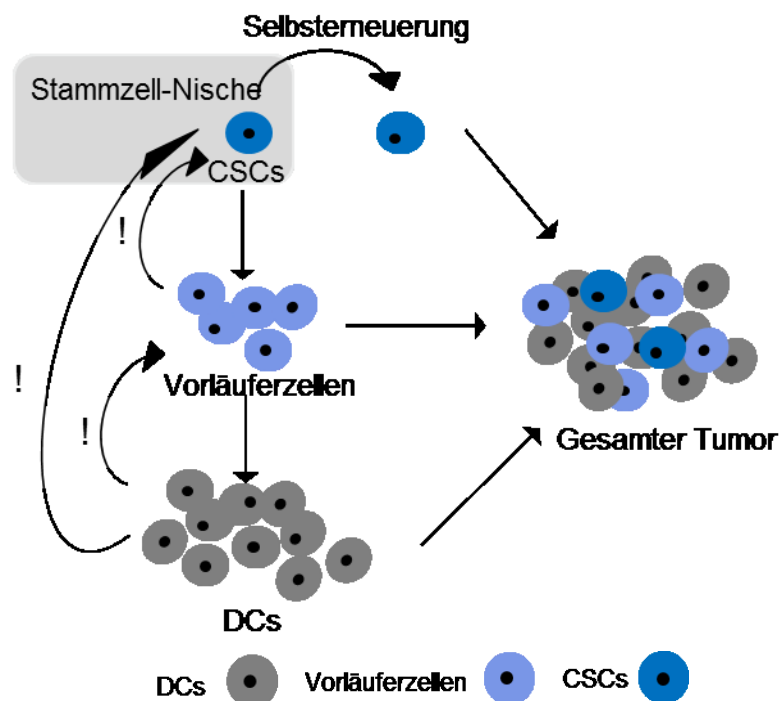 Selbsterneuerung
Stammzell-Nische
CSCs
!
Vorläuferzellen
!
!
Gesamter Tumor
DCs
DCs Vorläuferzellen CSCs